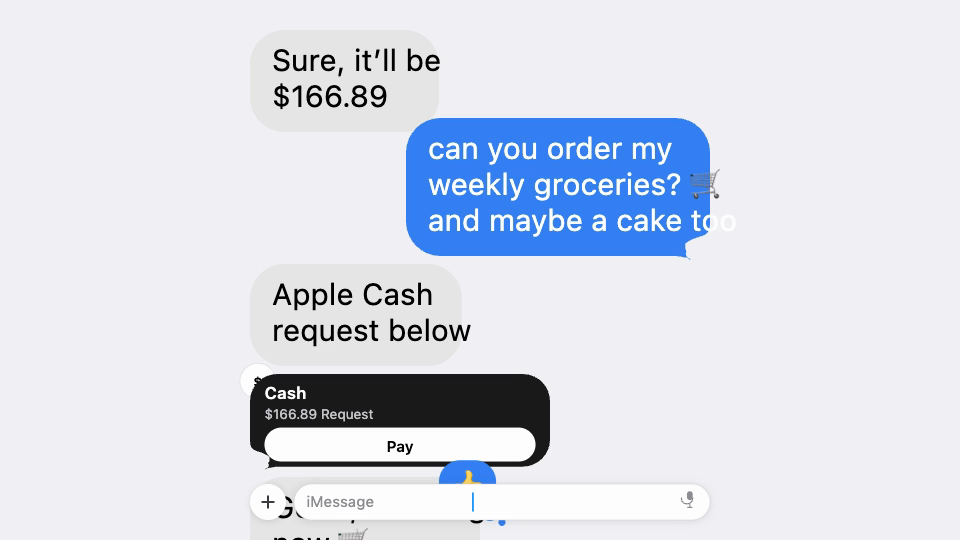 Sure, it’ll be
$166.89
can you order my
weekly groceries? 🛒
and maybe a cake too
Apple Cash
request below
$
Cash
$166.89 Request
Pay
iMessage
now 🛒